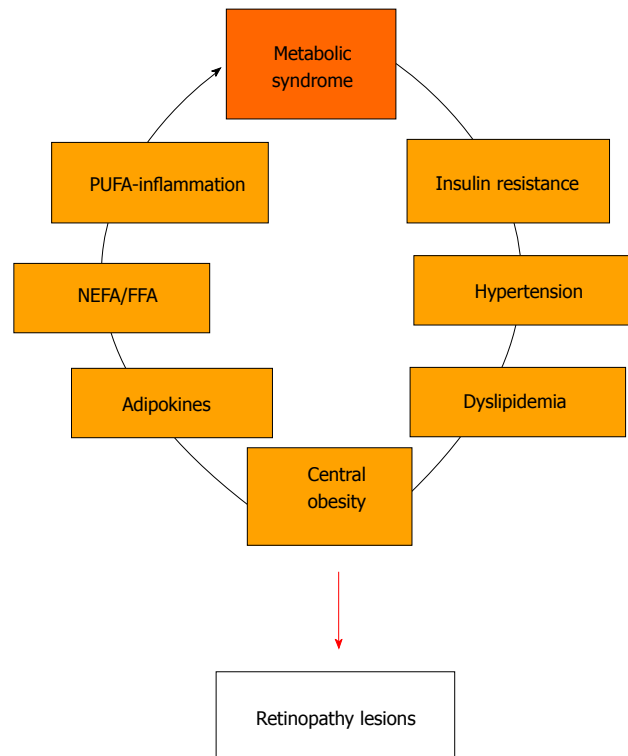 Metabolic
syndrome
PUFA-inflammation
Insulin resistance
NEFA/FFA
Hypertension
Adipokines
Dyslipidemia
Central
obesity
Retinopathy lesions